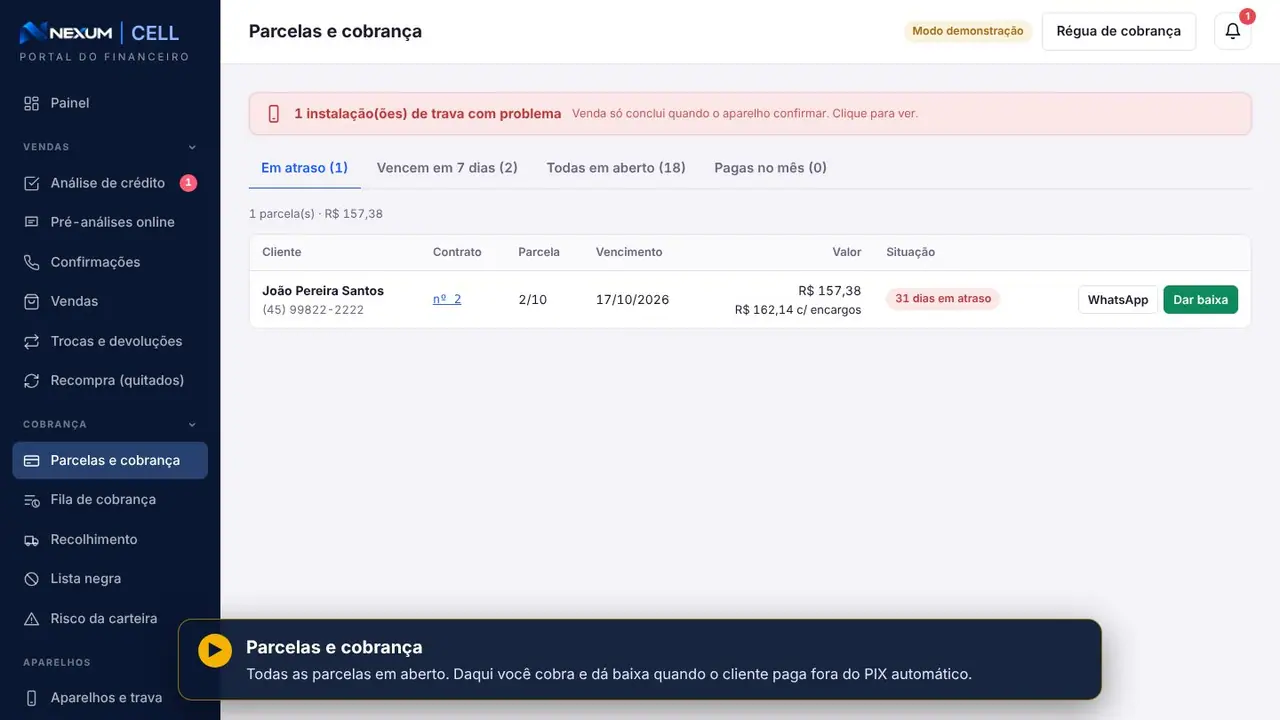 NEXUM | CELL
PORTAL DO FINANCEIRO
Painel
VENDAS
Análise de crédito 1
Pré-análises online
Confirmações
Vendas
Trocas e devoluções
Recompra (quitados)
COBRANÇA
Parcelas e cobrança
Fila de cobrança
Recolhimento
Lista negra
Risco da carteira
APARELHOS
Aparelhos e trava
Parcelas e cobrança
Modo demonstração
Régua de cobrança
1
1 instalação(ões) de trava com problema Venda só conclui quando o aparelho confirmar. Clique para ver.
Em atraso (1) Vencem em 7 dias (2) Todas em aberto (18) Pagas no mês (0)
1 parcela(s) · R$ 157,38
Cliente Contrato Parcela Vencimento Valor Situação
João Pereira Santos
(45) 99822-2222
nº 2
2/10
17/10/2026
R$ 157,38
R$ 162,14 c/ encargos
31 dias em atraso
WhatsApp
Dar baixa
Parcelas e cobrança
Todas as parcelas em aberto. Daqui você cobra e dá baixa quando o cliente paga fora do PIX automático.